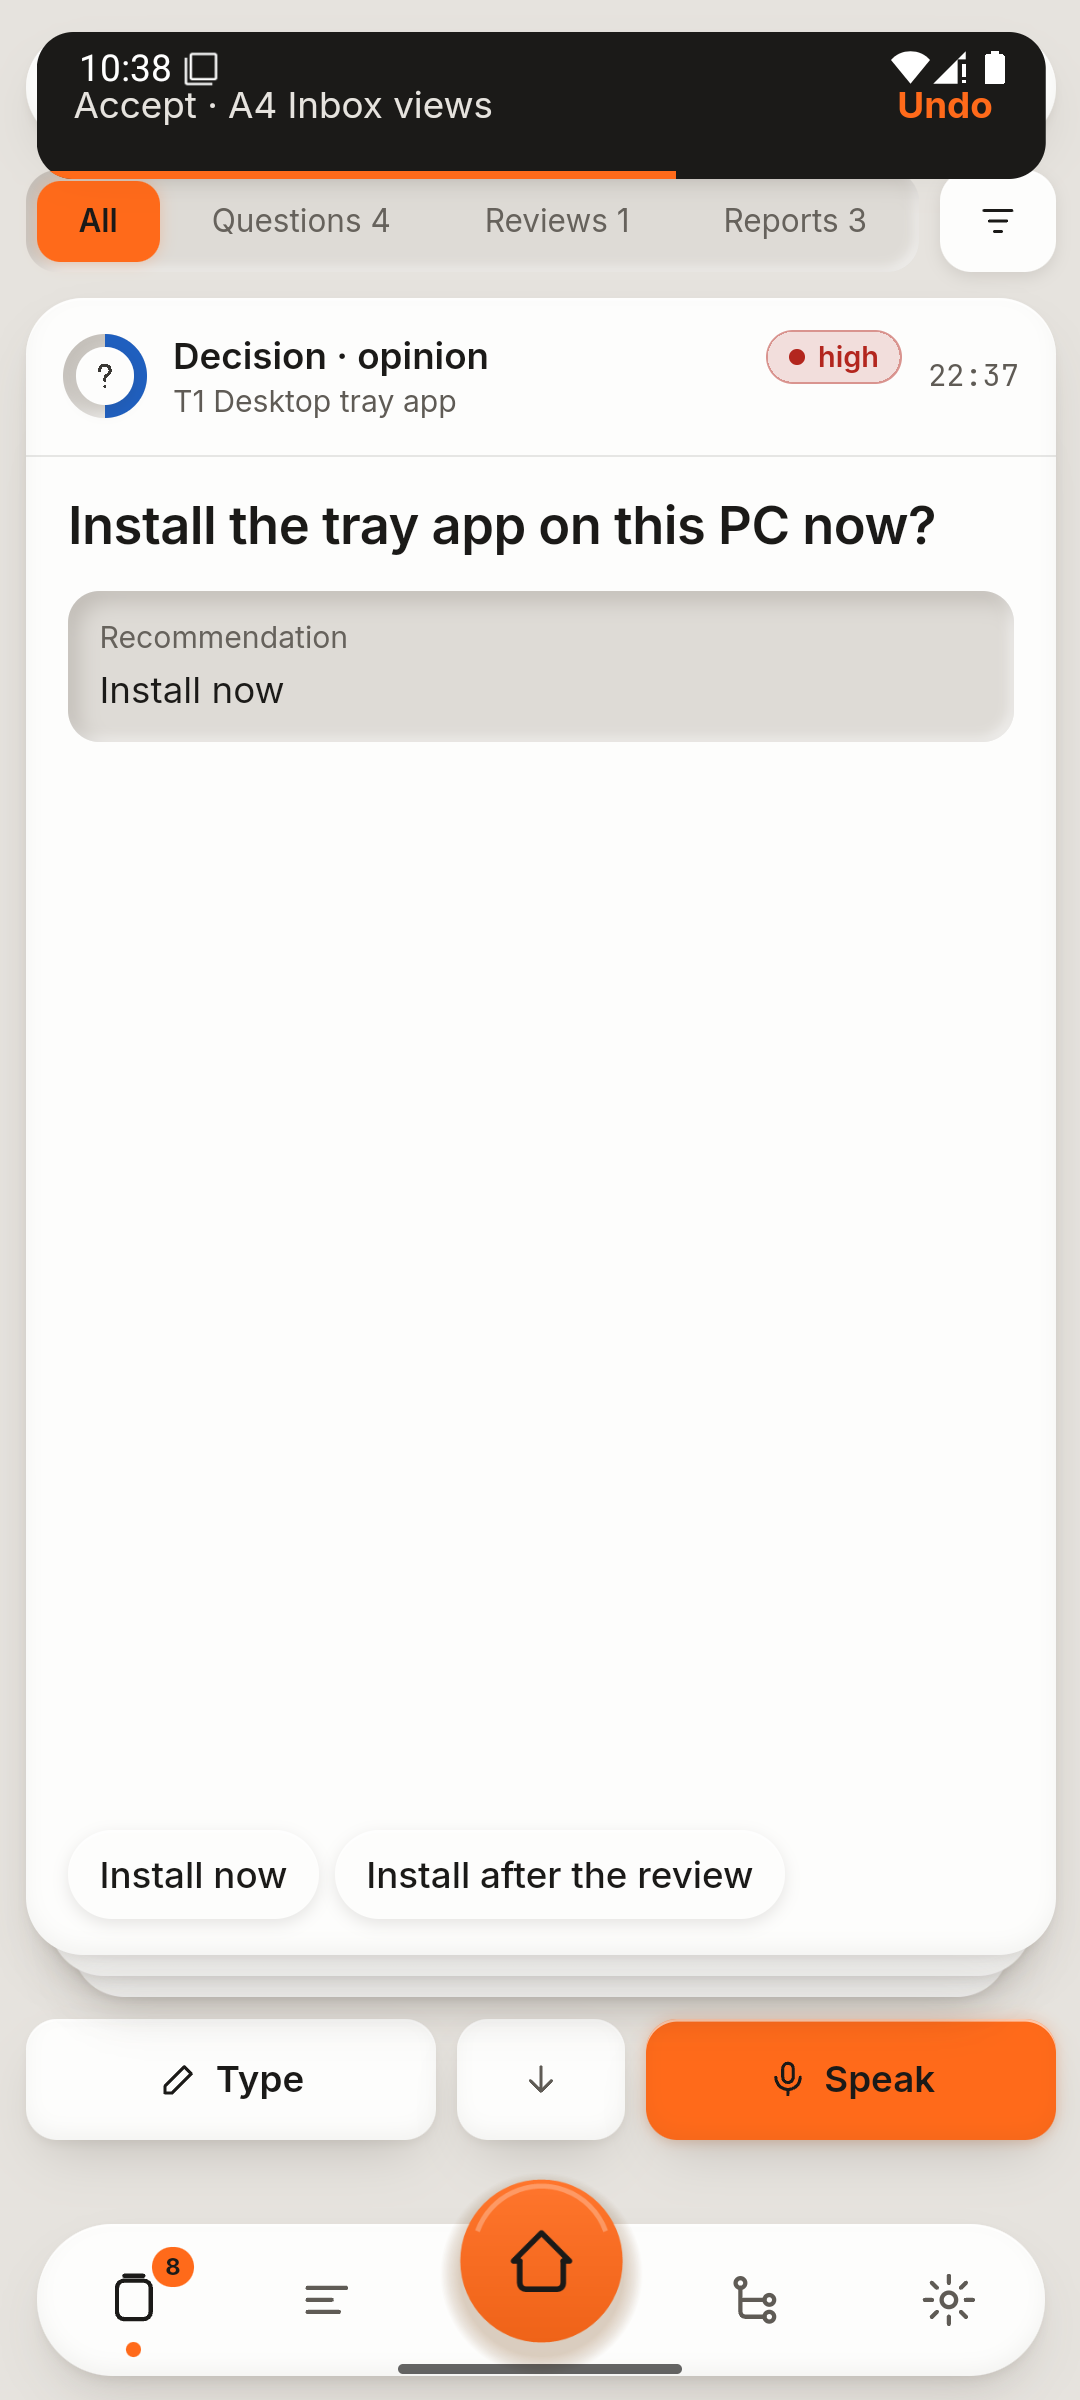 10:38
Accept · A4 Inbox views
Undo
All
Questions 4
Reviews 1
Reports 3
?
Decision · opinion
T1 Desktop tray app
high
22:37
Install the tray app on this PC now?
Recommendation
Install now
Install now
Install after the review
Type
Speak
8